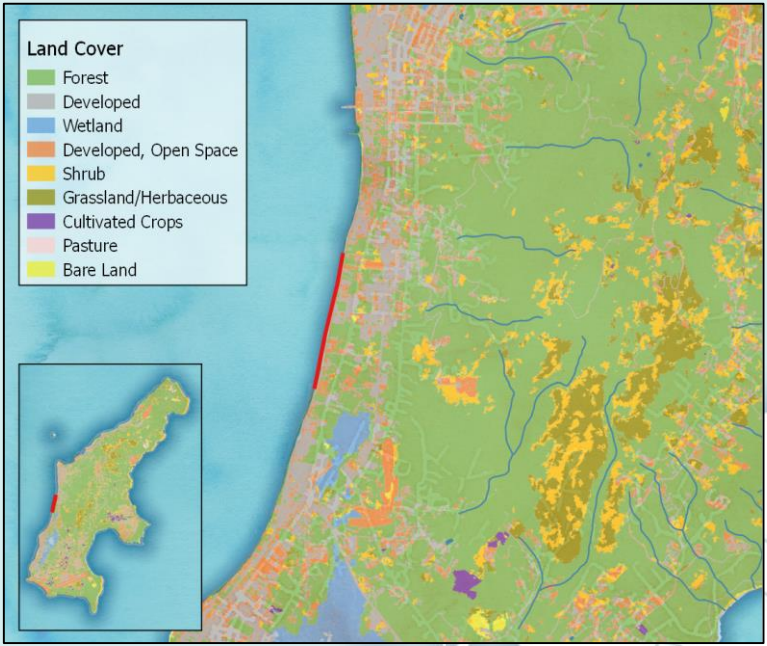 Land Cover
Forest
Developed
Wetland
Developed, Open Space
Shrub
Grassland/Herbaceous
Cultivated Crops
Pasture
Bare Land